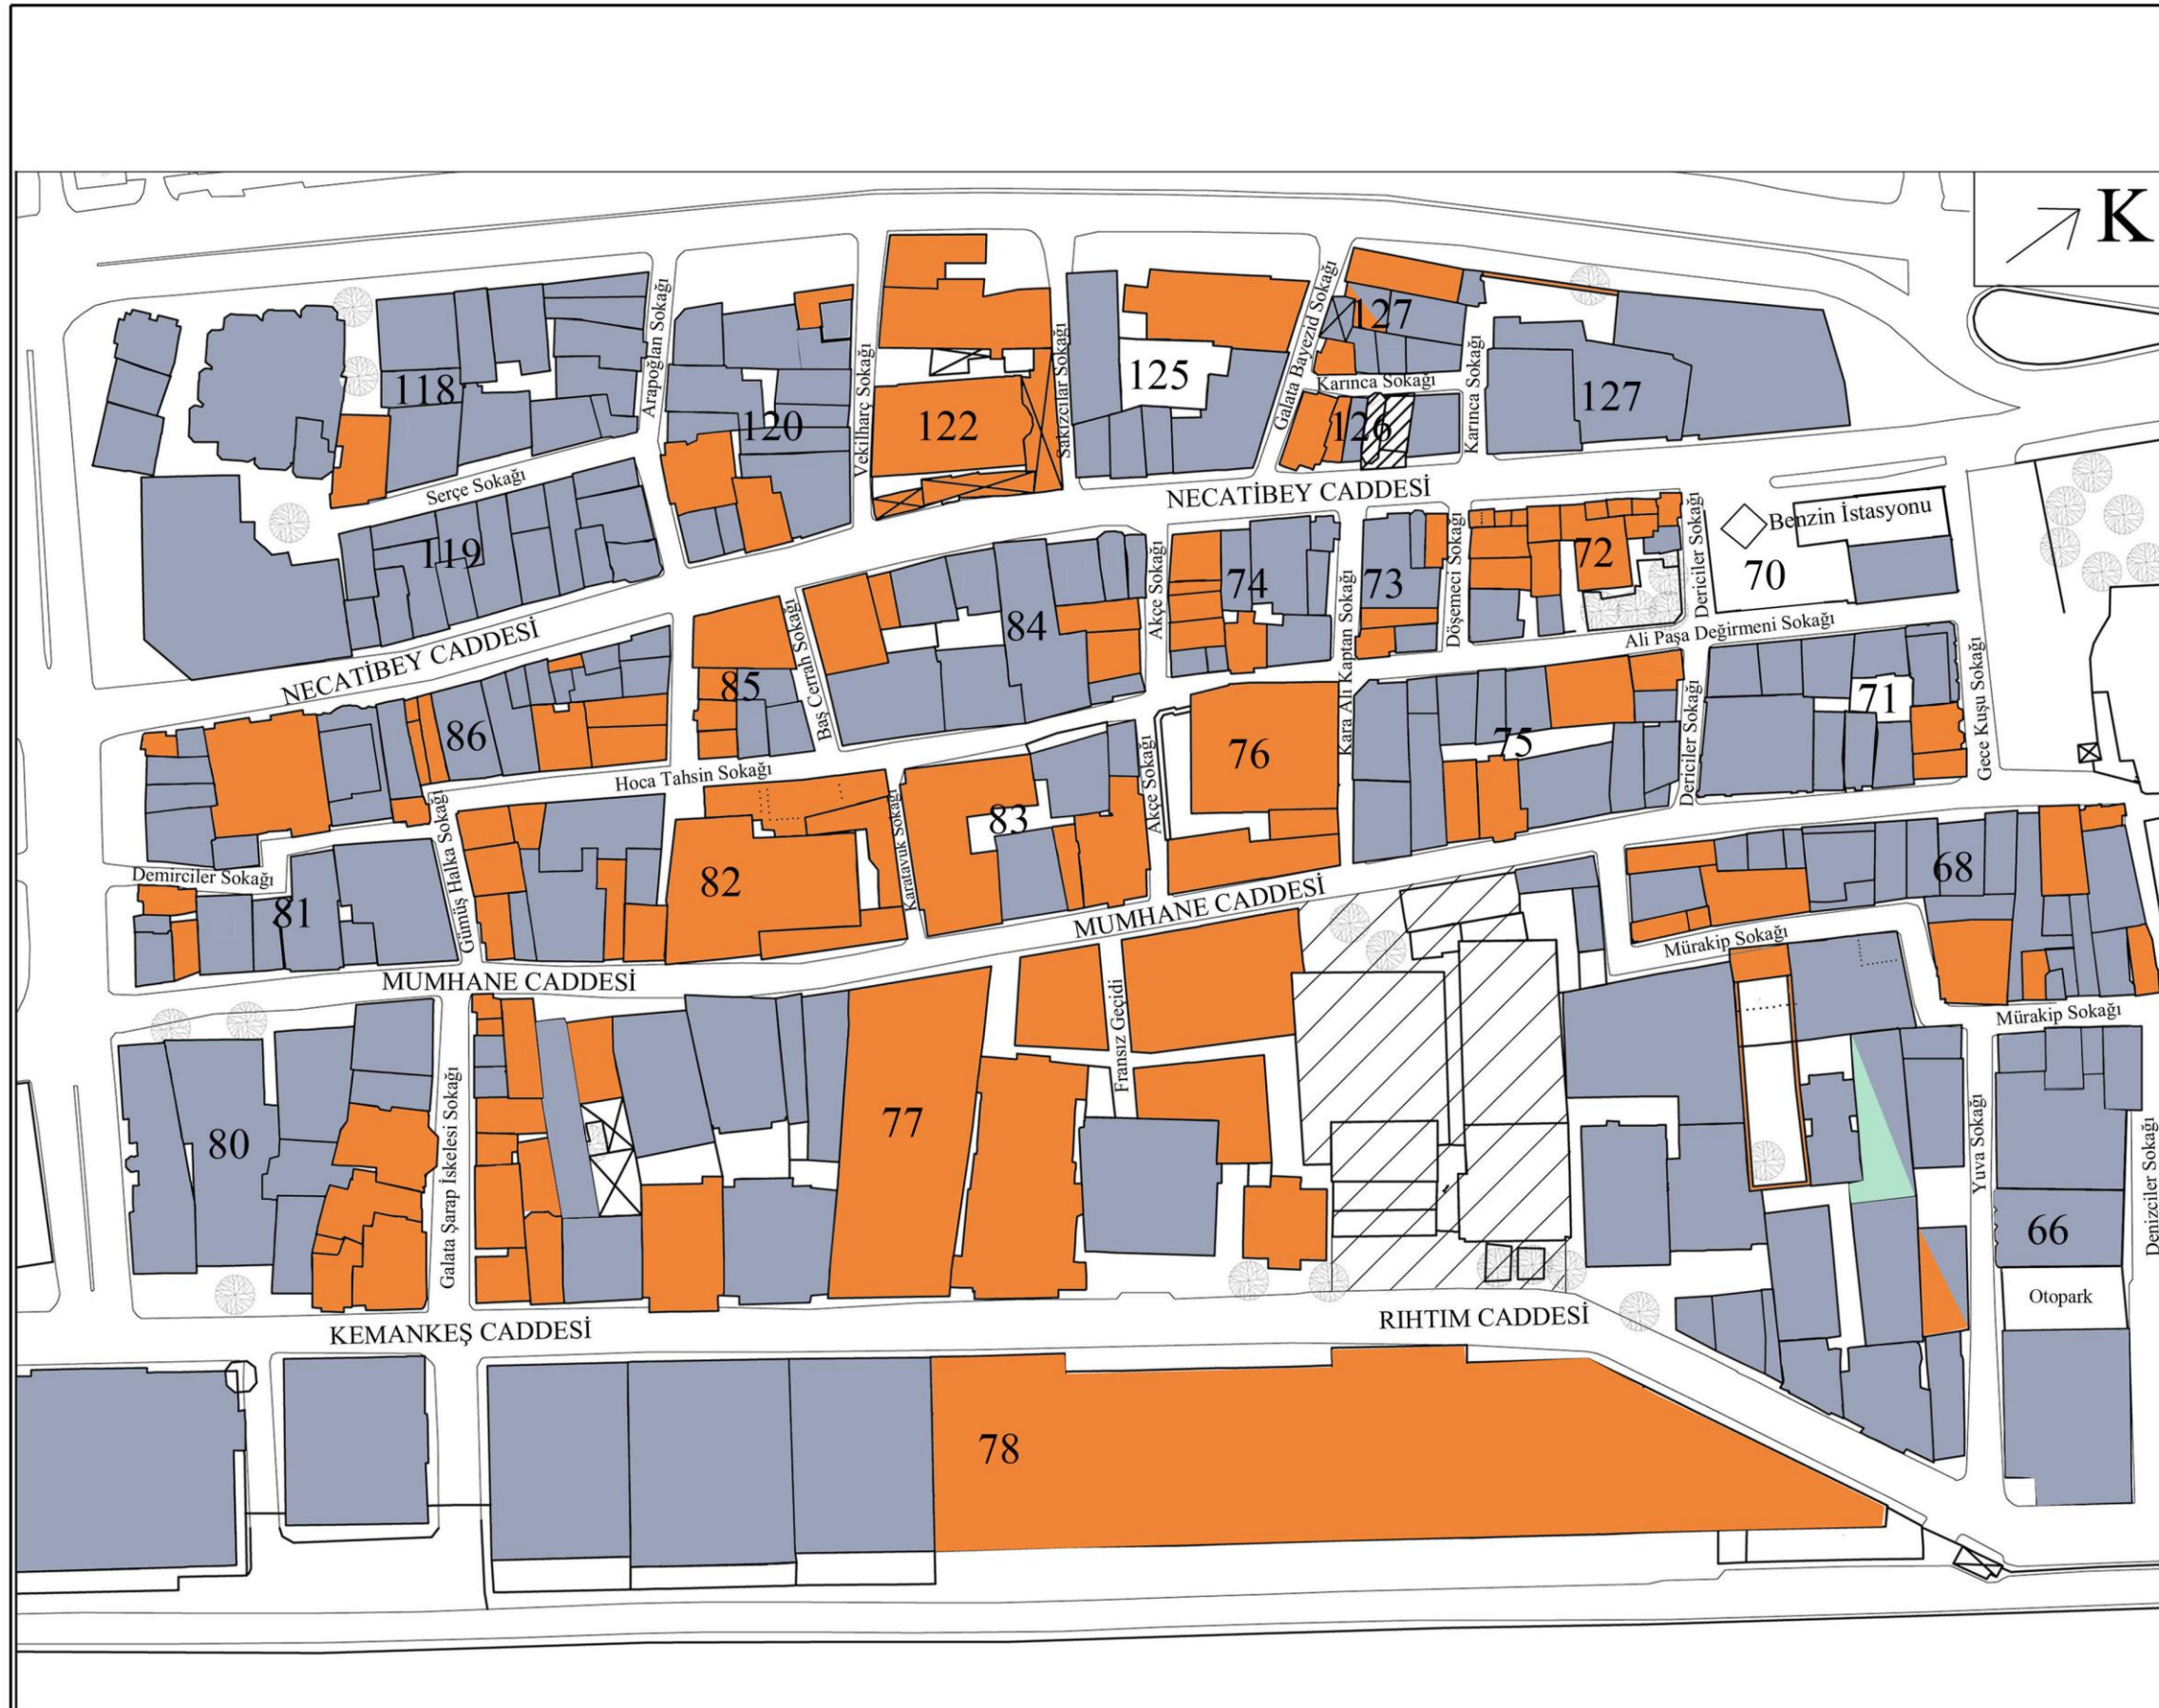 K
127
118
Arapoğlan Sokağı
120
Vekilharç Sokağı
122
Sakızcılar Sokağı
125
Galata Bayezid Sokağı
Karınca Sokağı
126
Karınca Sokağı
127
Serçe Sokağı
119
NECATİBEY CADDESİ
Benzin İstasyonu
70
Dericiler Sokağı
72
Döşemeci Sokağı
73
Kara Ali Kaptan Sokağı
74
Akçe Sokağı
84
Ali Paşa Değirmeni Sokağı
NECATİBEY CADDESİ
Baş Cerrah Sokağı
85
86
Hoca Tahsin Sokağı
71
Gece Kuşu Sokağı
Dericiler Sokağı
75
76
Akçe Sokağı
83
Karatavuk Sokağı
82
Gümüş Halka Sokağı
Demirciler Sokağı
81
68
MUMHANE CADDESİ
Mürakip Sokağı
MUMHANE CADDESİ
Mürakip Sokağı
Fransız Geçidi
77
80
Galata Şarap İskelesi Sokağı
Yuva Sokağı
Denizciler Sokağı
66
Otopark
RIHTIM CADDESİ
KEMANKEŞ CADDESİ
78